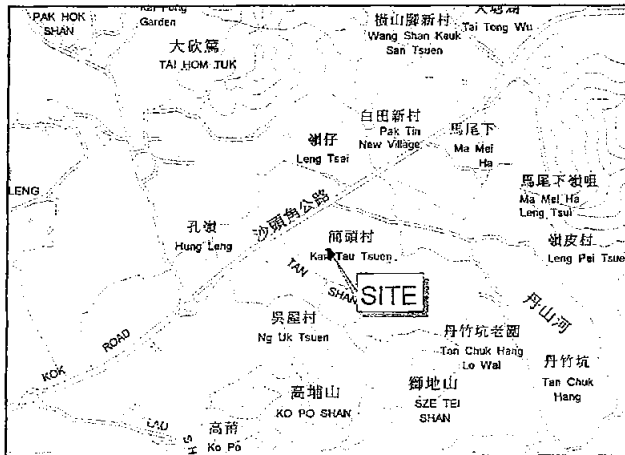 PAK HOK
SHAN
Garden
大砍篤
TAI HOM TUK
橫山腳新村
Wang Shan Keuk
San Tsuen
Tai Tong Wu
白田新村
Pak Tin
New Village
嶺仔
Leng Tsai
馬尾下
Ma Mei
Ha
馬尾下嶺咀
Ma Mei Ha
Leng Tsui
LENG
孔嶺
Hung Leng
沙頭角公路
簡頭村
Kan Tau Tsuen
嶺皮村
Leng Pei Tsue
TAN
SHAN
SITE
丹山河
吳屋村
Ng Uk Tsuen
丹竹坑老圍
Tan Chuk Hang
Lo Wai
丹竹坑
Tan Chuk
Hang
KOK
ROAD
高埔山
KO PO SHAN
獅地山
SZE TEI
SHAN
LAU
高莆
Ko Po